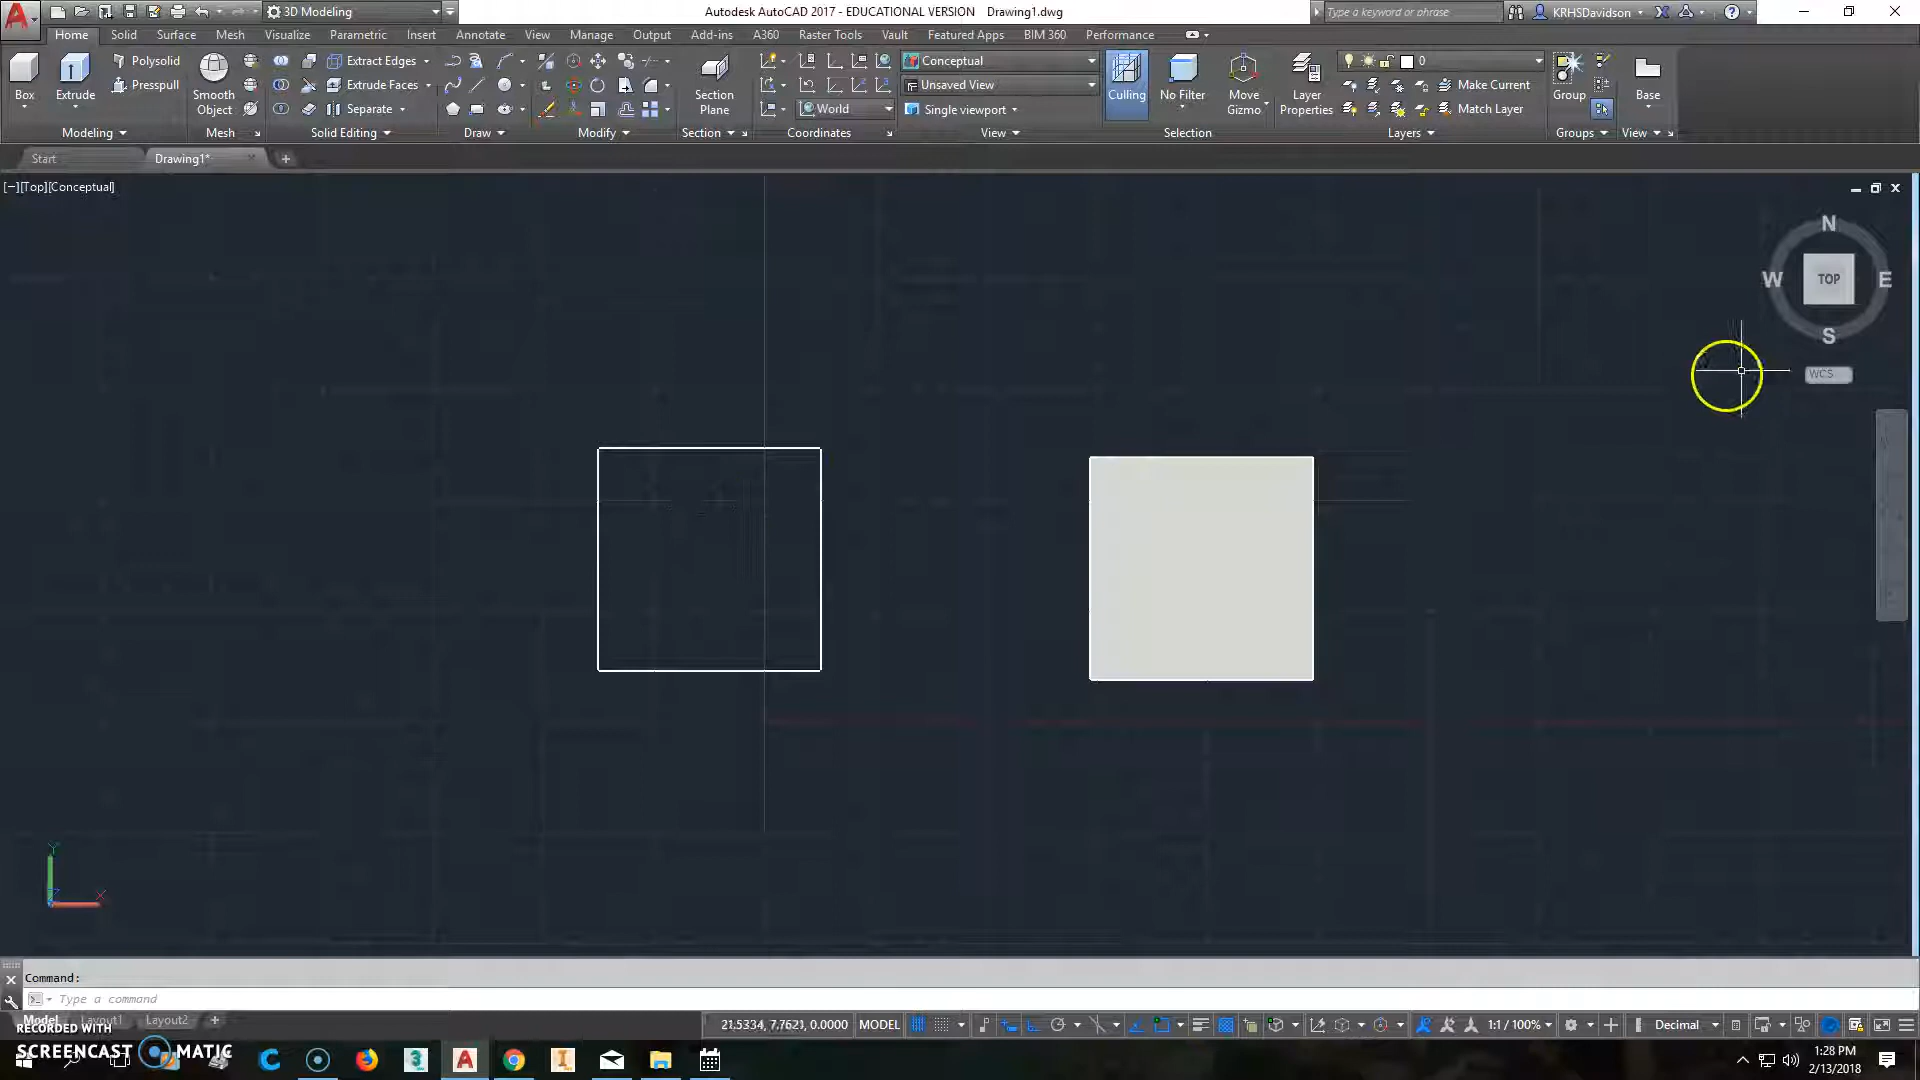 3D Modeling Autodesk AutoCAD 2017 - EDUCATIONAL VERSION Drawing1.dwg Type a keyword or phrase KRHSDavidson
Home Solid Surface Mesh Visualize Parametric Insert Annotate View Manage Output Add-ins A360 Raster Tools Vault Featured Apps BIM 360 Performance
Polysolid Extract Edges Conceptual 0
Presspull Extrude Faces Unsaved View Make Current
Box Extrude Smooth Object Separate Section Plane World Single viewport Culling No Filter Move Gizmo Layer Properties Match Layer Group Base
Modeling Mesh Solid Editing Draw Modify Section Coordinates View Selection Layers Groups View
Start Drawing1* +
[−][Top][Conceptual]
N
W TOP E
S
WCS
Y
X
Command:
Type a command
Model Layout1 Layout2 + 21.5334, 7.7621, 0.0000 MODEL 1:1 / 100% Decimal
RECORDED WITH
SCREENCAST MATIC
1:28 PM
2/13/2018